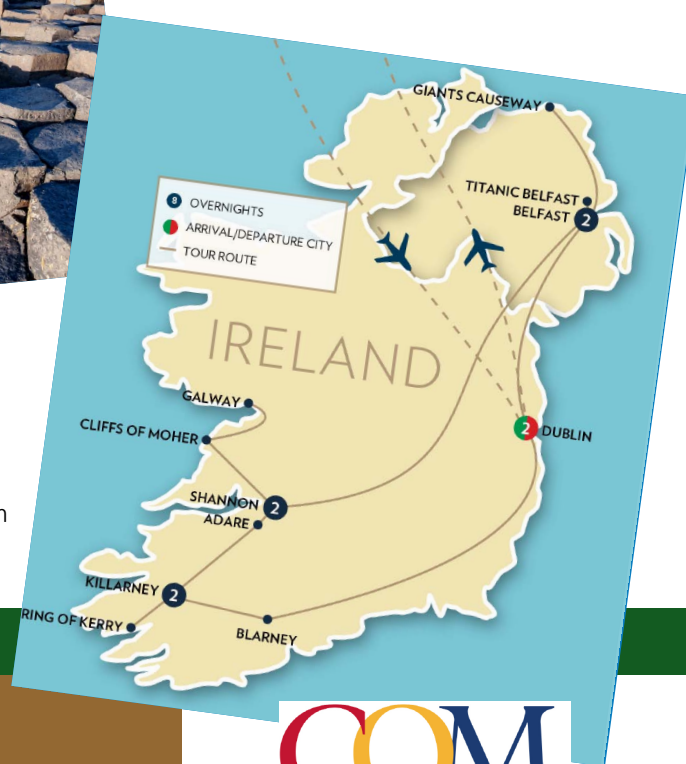 GIANTS CAUSEWAY
TITANIC BELFAST
BELFAST
2
8 OVERNIGHTS
ARRIVAL/DEPARTURE CITY
TOUR ROUTE
IRELAND
GALWAY
CLIFFS OF MOHER
2 DUBLIN
SHANNON 2
ADARE
n
KILLARNEY 2
RING OF KERRY
BLARNEY
COM